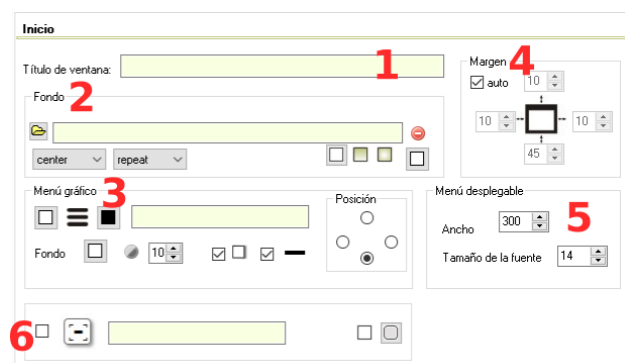 Inicio
Título de ventana: 1
Margen 4
auto 10
10 10
45
Fondo 2
center repeat
Menú gráfico 3
Posición
Fondo 10
Menú desplegable
Ancho 300 5
Tamaño de la fuente 14
6